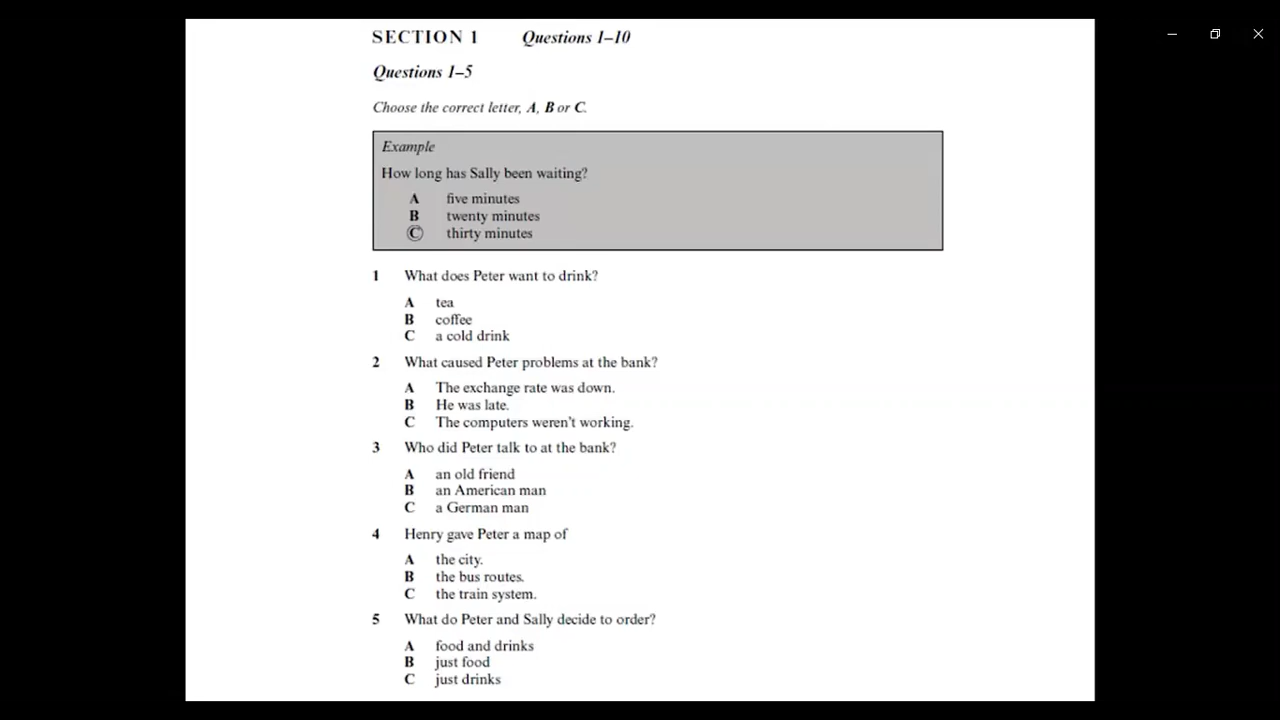 SECTION 1 Questions 1–10
Questions 1–5
Choose the correct letter, A, B or C.
Example
How long has Sally been waiting?
A five minutes
B twenty minutes
C thirty minutes
1 What does Peter want to drink?
A tea
B coffee
C a cold drink
2 What caused Peter problems at the bank?
A The exchange rate was down.
B He was late.
C The computers weren't working.
3 Who did Peter talk to at the bank?
A an old friend
B an American man
C a German man
4 Henry gave Peter a map of
A the city.
B the bus routes.
C the train system.
5 What do Peter and Sally decide to order?
A food and drinks
B just food
C just drinks